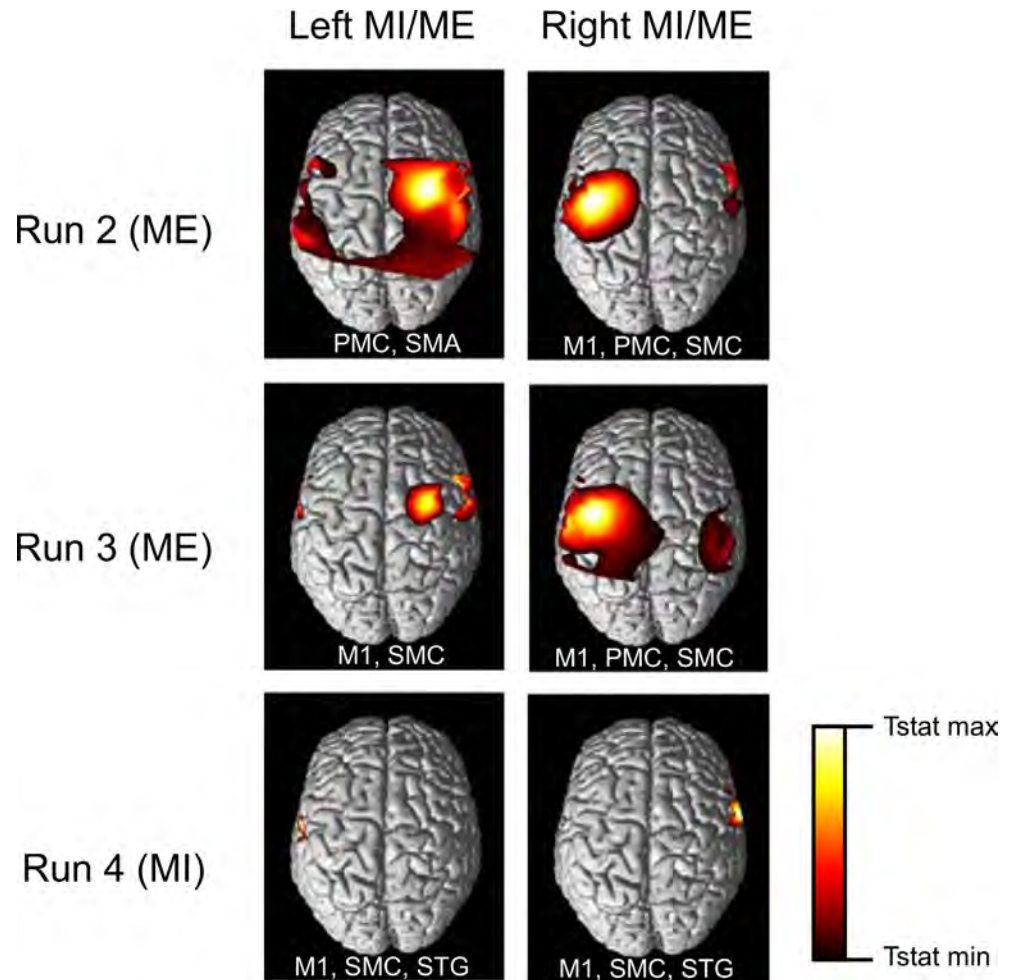 Left MI/ME Right MI/ME
Run 2 (ME)
PMC, SMA
M1, PMC, SMC
Run 3 (ME)
M1, SMC
M1, PMC, SMC
Tstat max
Run 4 (MI)
Tstat min
M1, SMC, STG
M1, SMC, STG